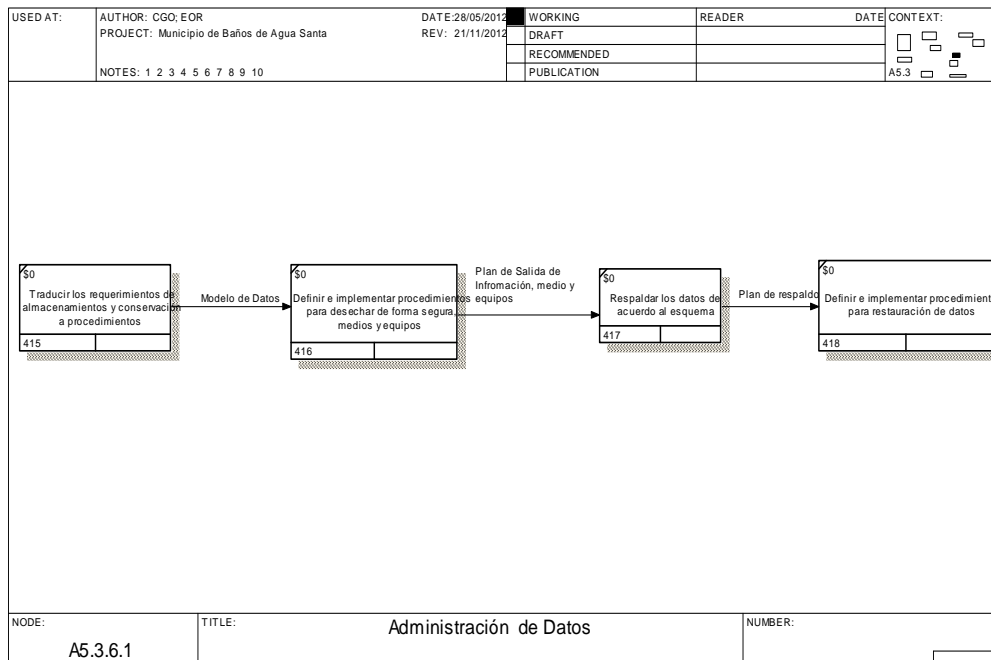 USED AT:
AUTHOR: CGO; EOR
DATE:28/05/2012
PROJECT: Municipio de Baños de Agua Santa
REV: 21/11/2012
NOTES: 1 2 3 4 5 6 7 8 9 10
WORKING
DRAFT
RECOMMENDED
PUBLICATION
READER
DATE
CONTEXT:
A5.3
$0
Traducir los requerimientos de
almacenamientos y conservación
a procedimientos
415
Modelo de Datos
$0
Definir e implementar procedimientos
para desechar de forma segura,
medios y equipos
416
Plan de Salida de
Infromación, medio y
equipos
$0
Respaldar los datos de
acuerdo al esquema
417
Plan de respaldo
$0
Definir e implementar procedimient
para restauración de datos
418
NODE:
A5.3.6.1
TITLE:
Administración de Datos
NUMBER: